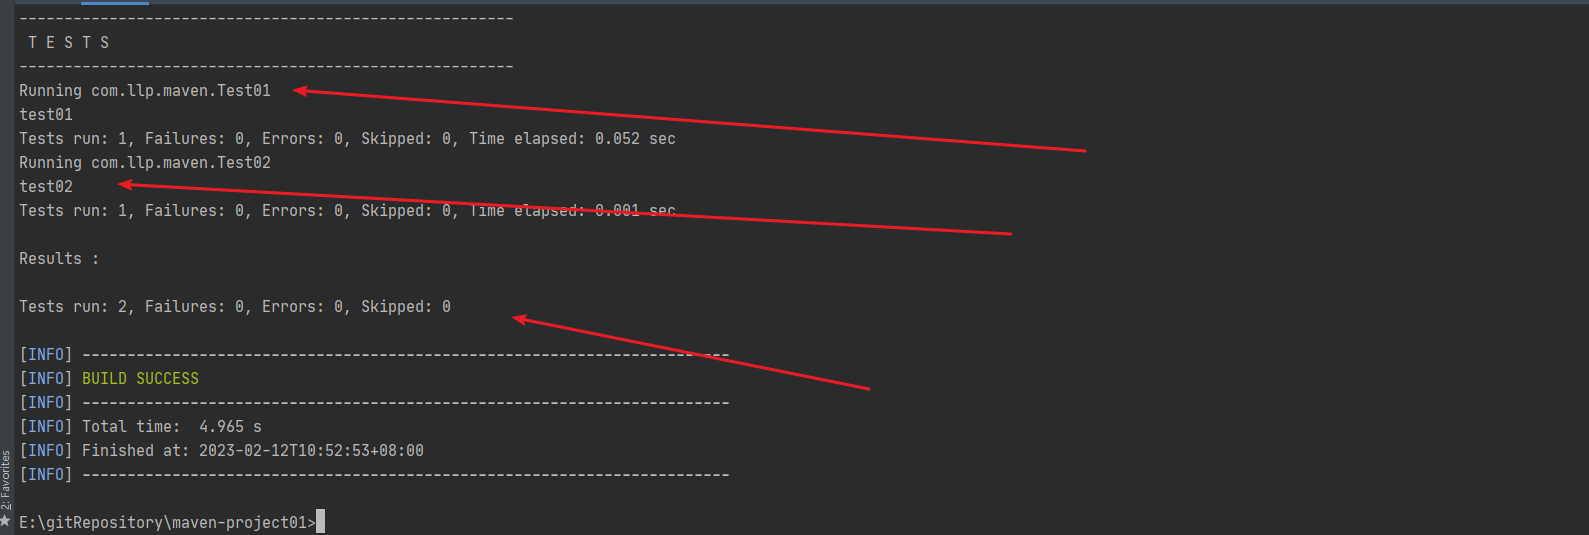 -------------------------------------------------------
 T E S T S
-------------------------------------------------------
Running com.llp.maven.Test01
test01
Tests run: 1, Failures: 0, Errors: 0, Skipped: 0, Time elapsed: 0.052 sec
Running com.llp.maven.Test02
test02
Tests run: 1, Failures: 0, Errors: 0, Skipped: 0, Time elapsed: 0.001 sec
Results :
Tests run: 2, Failures: 0, Errors: 0, Skipped: 0
[INFO] ------------------------------------------------------------------------
[INFO] BUILD SUCCESS
[INFO] ------------------------------------------------------------------------
[INFO] Total time:  4.965 s
[INFO] Finished at: 2023-02-12T10:52:53+08:00
[INFO] ------------------------------------------------------------------------
E:\gitRepository\maven-project01>
2: Favorites